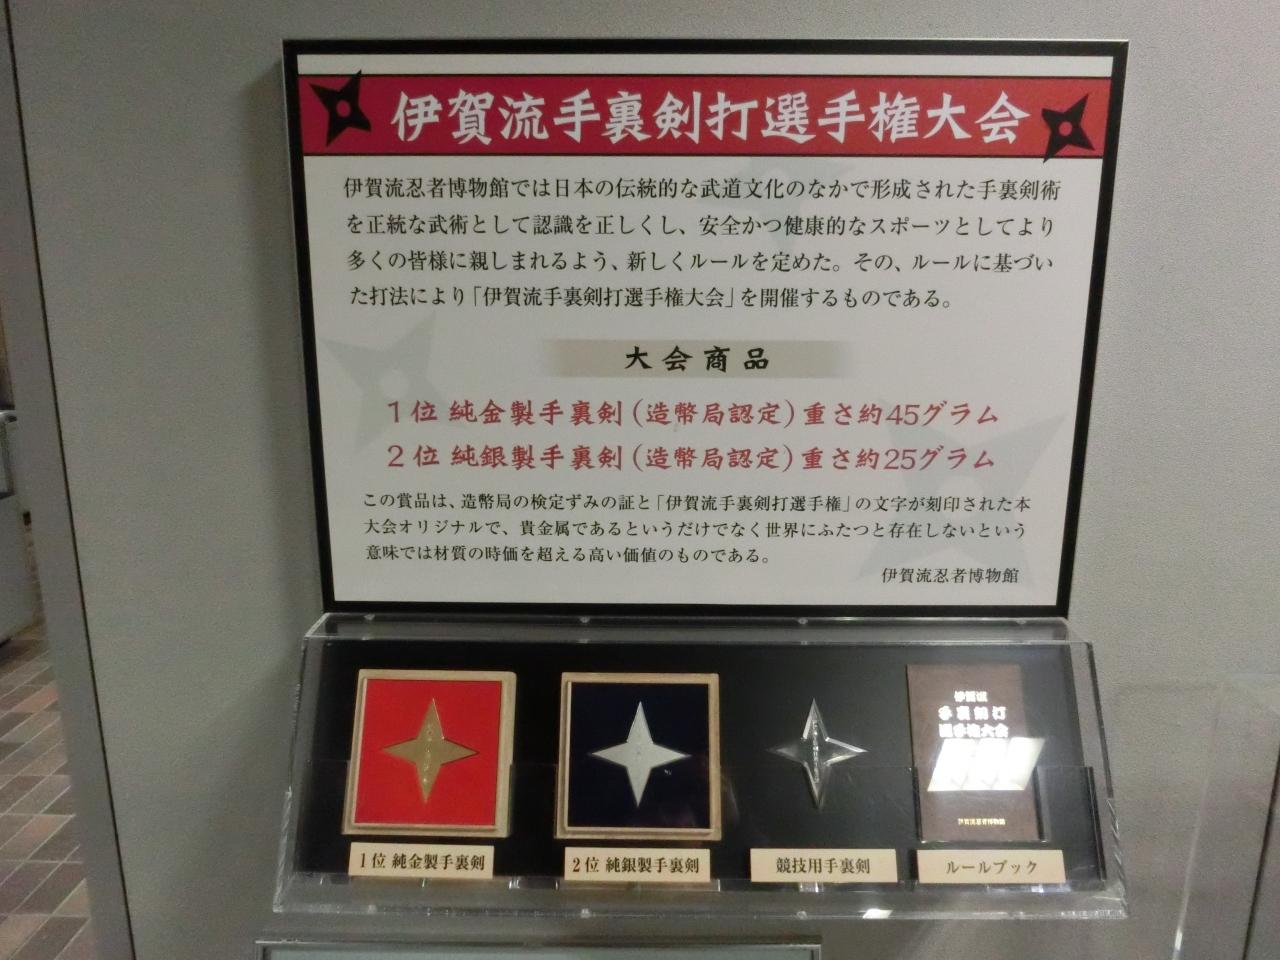 伊賀流手裏剣打選手権大会
伊賀流忍者博物館では日本の伝統的な武道文化のなかで形成された手裏剣術
を正統な武術として認識を正しくし、安全かつ健康的なスポーツとしてより
多くの皆様に親しまれるよう、新しくルールを定めた。その、ルールに基づい
た打法により「伊賀流手裏剣打選手権大会」を開催するものである。
大会商品
1位 純金製手裏剣(造幣局認定)重さ約45グラム
2位 純銀製手裏剣(造幣局認定)重さ約25グラム
この賞品は、造幣局の検定ずみの証と「伊賀流手裏剣打選手権」の文字が刻印された本
大会オリジナルで、貴金属であるというだけでなく世界にふたつと存在しないという
意味では材質の時価を超える高い価値のものである。
伊賀流忍者博物館
伊賀流
手裏剣打
選手権大会
伊賀流忍者博物館
1位 純金製手裏剣
2位 純銀製手裏剣
競技用手裏剣
ルールブック